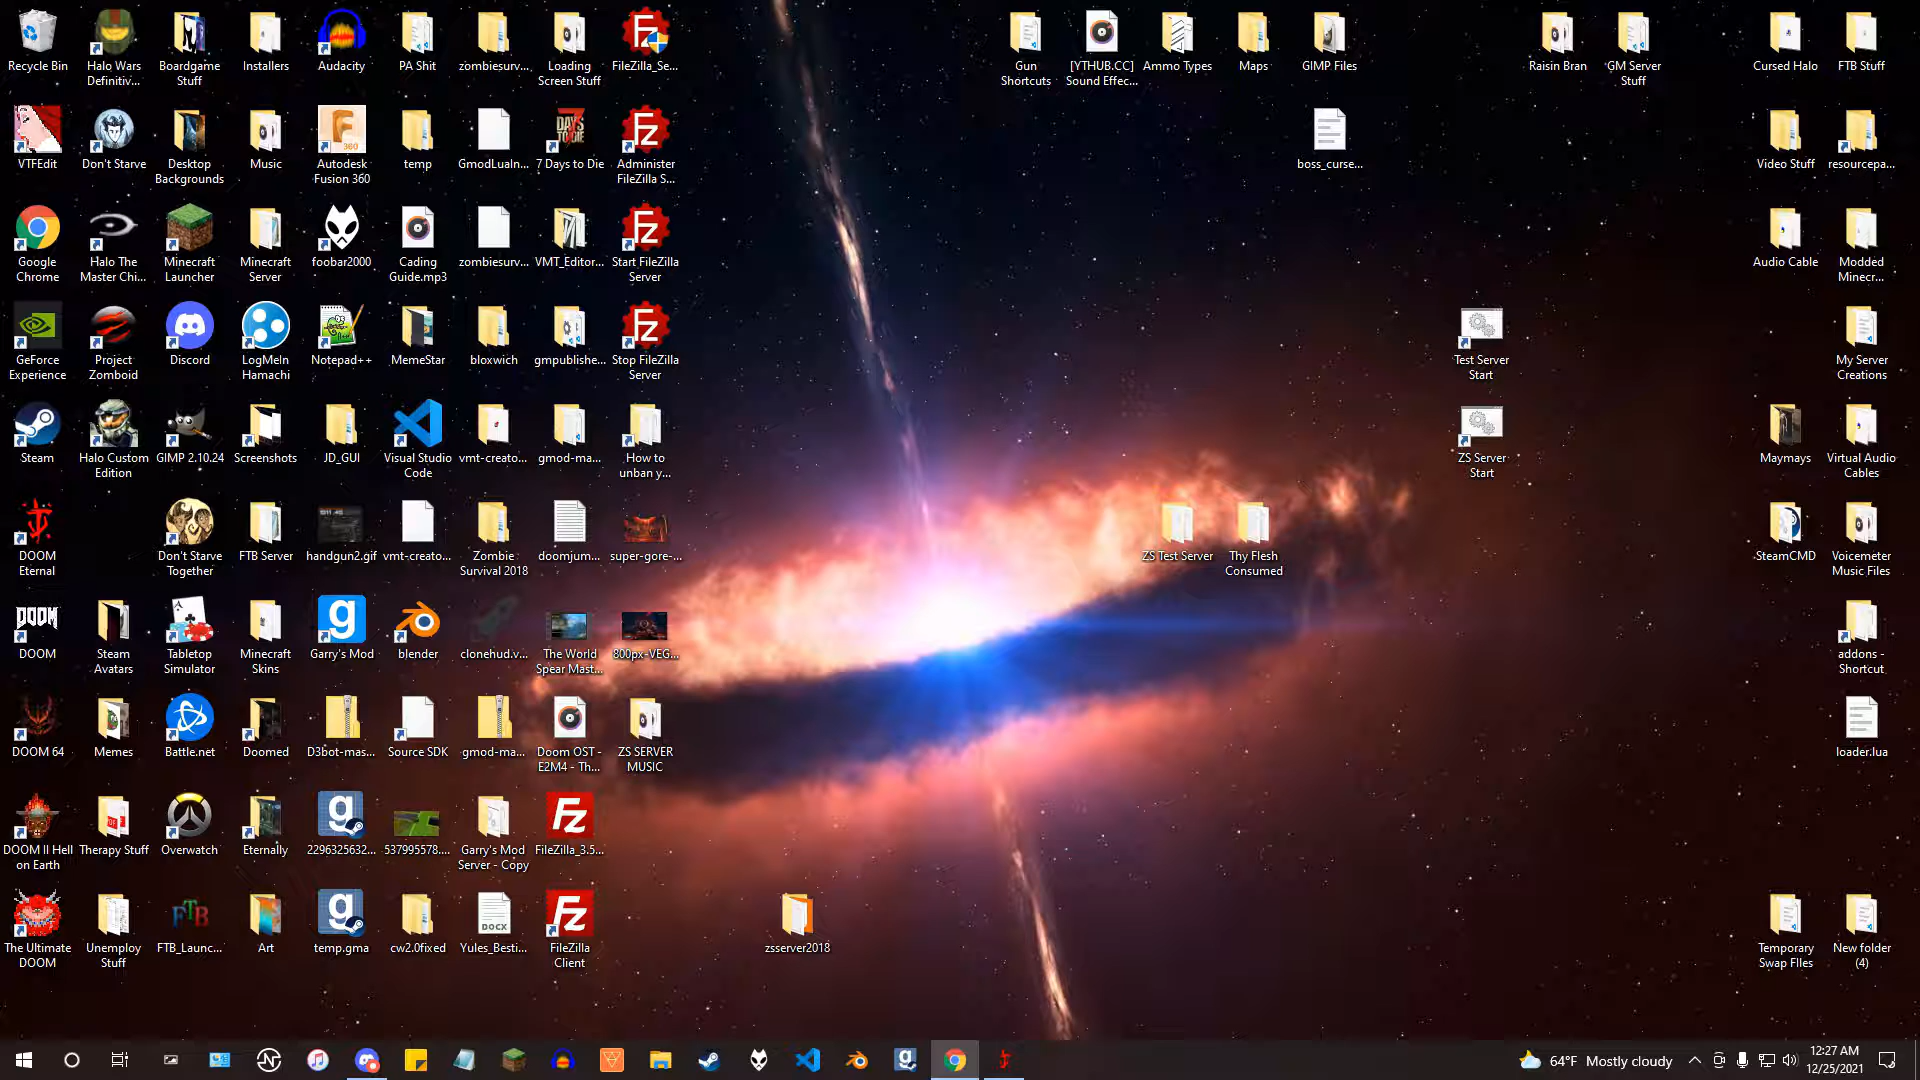 Recycle Bin
Halo Wars
Definitiv...
Boardgame
Stuff
Installers
Audacity
PA Shit
zombiesurv...
Loading
Screen Stuff
FileZilla_Se...
Gun
Shortcuts
[YTHUB.CC]
Sound Effec...
Ammo Types
Maps
GIMP Files
Raisin Bran
GM Server
Stuff
Cursed Halo
FTB Stuff
VTFEdit
Don't Starve
Desktop
Backgrounds
Music
Autodesk
Fusion 360
temp
GmodLuaIn...
7 Days to Die
Administer
FileZilla S...
boss_curse...
Video Stuff
resourcepa...
Google
Chrome
Halo The
Master Chi...
Minecraft
Launcher
Minecraft
Server
foobar2000
Cading
Guide.mp3
zombiesurv...
VMT_Editor...
Start FileZilla
Server
Audio Cable
Modded
Minecr...
GeForce
Experience
Project
Zomboid
Discord
LogMeIn
Hamachi
Notepad++
MemeStar
bloxwich
gmpublishe...
Stop FileZilla
Server
Test Server
Start
My Server
Creations
Steam
Halo Custom
Edition
GIMP 2.10.24
Screenshots
JD_GUI
Visual Studio
Code
vmt-creato...
gmod-ma...
How to
unban y...
ZS Server
Start
Maymays
Virtual Audio
Cables
DOOM
Eternal
Don't Starve
Together
FTB Server
handgun2.gif
vmt-creato...
Zombie
Survival 2018
doomjum...
super-gore-...
ZS Test Server
Thy Flesh
Consumed
SteamCMD
Voicemeter
Music Files
DOOM
DOOM
Steam
Avatars
Tabletop
Simulator
Minecraft
Skins
Garry's Mod
blender
clonehud.v...
The World
Spear Mast...
800px-VEG...
addons -
Shortcut
DOOM 64
Memes
Battle.net
Doomed
D3bot-mas...
Source SDK
gmod-ma...
Doom OST -
E2M4 - Th...
ZS SERVER
MUSIC
loader.lua
DOOM II Hell
on Earth
Therapy Stuff
Overwatch
Eternally
2296325632...
537995578....
Garry's Mod
Server - Copy
FileZilla_3.5...
The Ultimate
DOOM
Unemploy
Stuff
FTB
FTB_Launc...
Art
temp.gma
cw2.0fixed
DOCX
Yules_Besti...
FileZilla
Client
zsserver2018
Temporary
Swap FIles
New folder
(4)
64°F Mostly cloudy
12:27 AM
12/25/2021